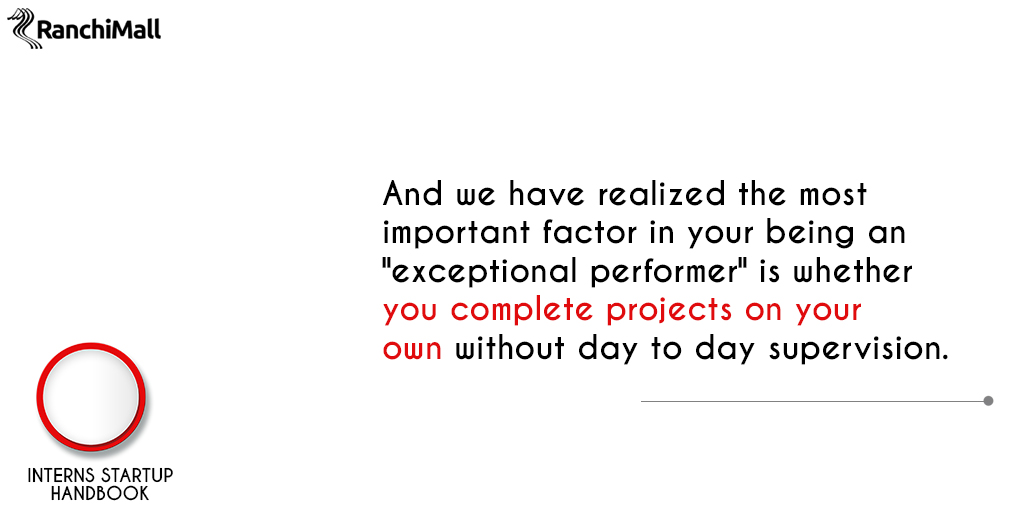 RanchiMall
And we have realized the most
important factor in your being an
"exceptional performer" is whether
you complete projects on your
own without day to day supervision.
INTERNS STARTUP
HANDBOOK